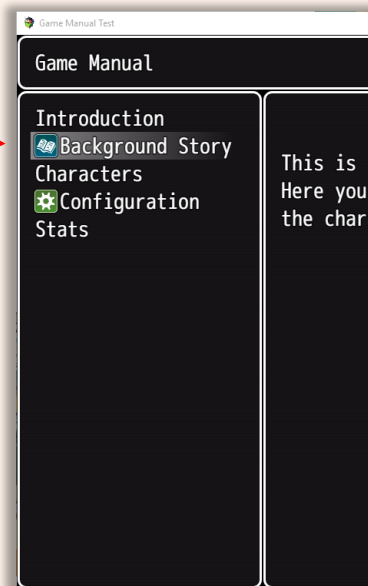 Game Manual Test
Game Manual
Introduction
Background Story
Characters
Configuration
Stats
This is
Here you
the char